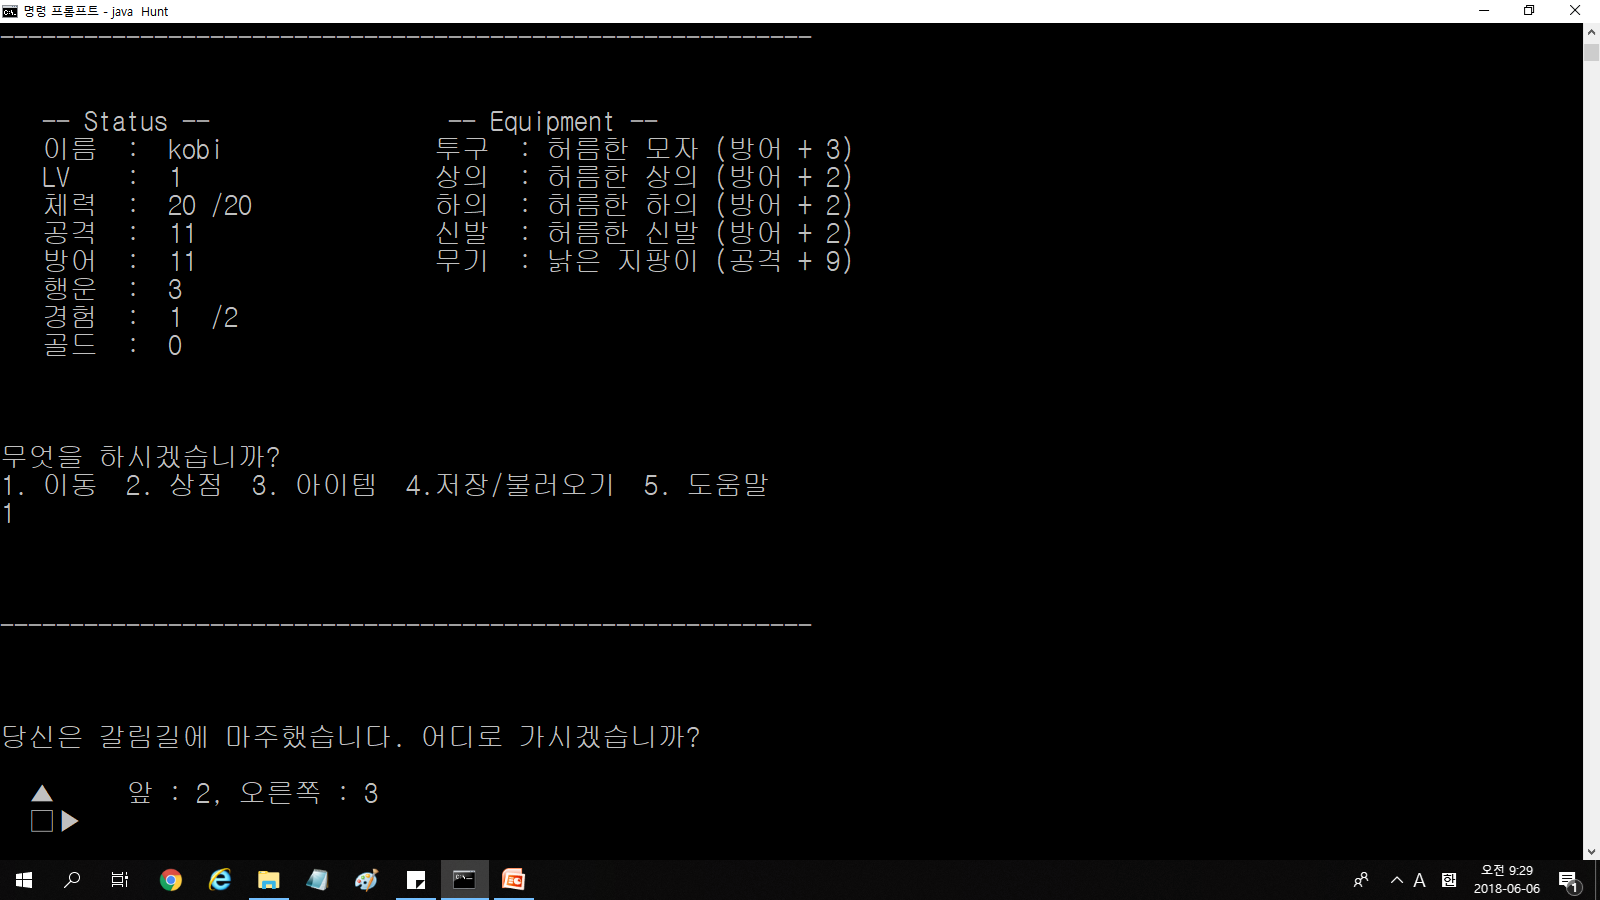 명령 프롬프트 - java  Hunt
----------------------------------------------------------
-- Status --                 -- Equipment --
이름  :  kobi               투구  : 허름한 모자 (방어 + 3)
LV    :  1                  상의  : 허름한 상의 (방어 + 2)
체력  :  20 /20             하의  : 허름한 하의 (방어 + 2)
공격  :  11                 신발  : 허름한 신발 (방어 + 2)
방어  :  11                 무기  : 낡은 지팡이 (공격 + 9)
행운  :  3
경험  :  1  /2
골드  :  0
무엇을 하시겠습니까?
1. 이동  2. 상점  3. 아이템  4.저장/불러오기  5. 도움말
1
----------------------------------------------------------
당신은 갈림길에 마주했습니다. 어디로 가시겠습니까?
▲     앞 : 2, 오른쪽 : 3
□▶
A 한 오전 9:29
2018-06-06 1